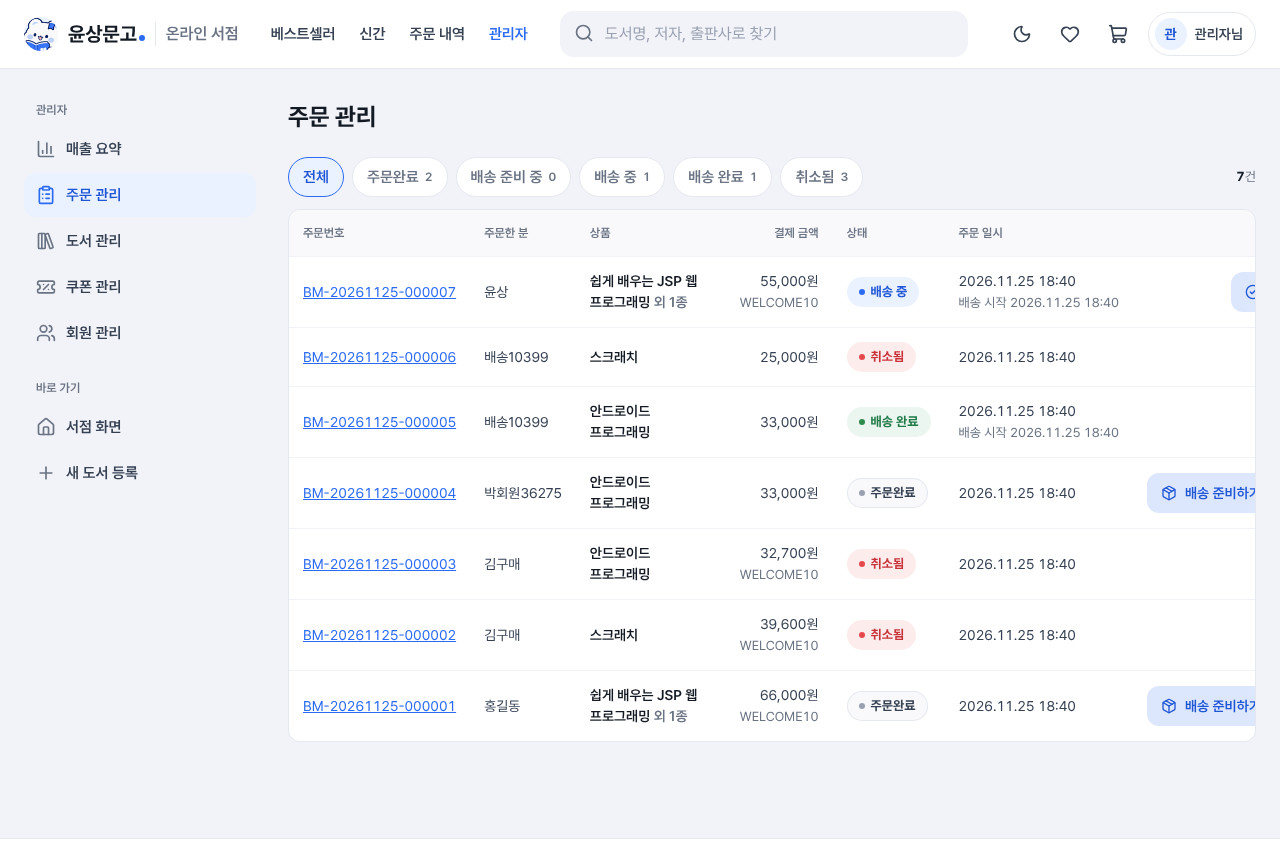 윤상문고
온라인 서점
베스트셀러
신간
주문 내역
관리자
도서명, 저자, 출판사로 찾기
관
관리자님
관리자
매출 요약
주문 관리
도서 관리
쿠폰 관리
회원 관리
바로 가기
서점 화면
새 도서 등록
주문 관리
전체
주문완료 2
배송 준비 중 0
배송 중 1
배송 완료 1
취소됨 3
7건
주문번호 주문한 분 상품 결제 금액 상태 주문 일시
BM-20261125-000007 윤상 쉽게 배우는 JSP 웹 55,000원 배송 중 2026.11.25 18:40
프로그래밍 외 1종 WELCOME10 배송 시작 2026.11.25 18:40
BM-20261125-000006 배송10399 스크래치 25,000원 취소됨 2026.11.25 18:40
BM-20261125-000005 배송10399 안드로이드 33,000원 배송 완료 2026.11.25 18:40
프로그래밍 배송 시작 2026.11.25 18:40
BM-20261125-000004 박회원36275 안드로이드 33,000원 주문완료 2026.11.25 18:40 배송 준비하기
프로그래밍
BM-20261125-000003 김구매 안드로이드 32,700원 취소됨 2026.11.25 18:40
프로그래밍 WELCOME10
BM-20261125-000002 김구매 스크래치 39,600원 취소됨 2026.11.25 18:40
WELCOME10
BM-20261125-000001 홍길동 쉽게 배우는 JSP 웹 66,000원 주문완료 2026.11.25 18:40 배송 준비하기
프로그래밍 외 1종 WELCOME10